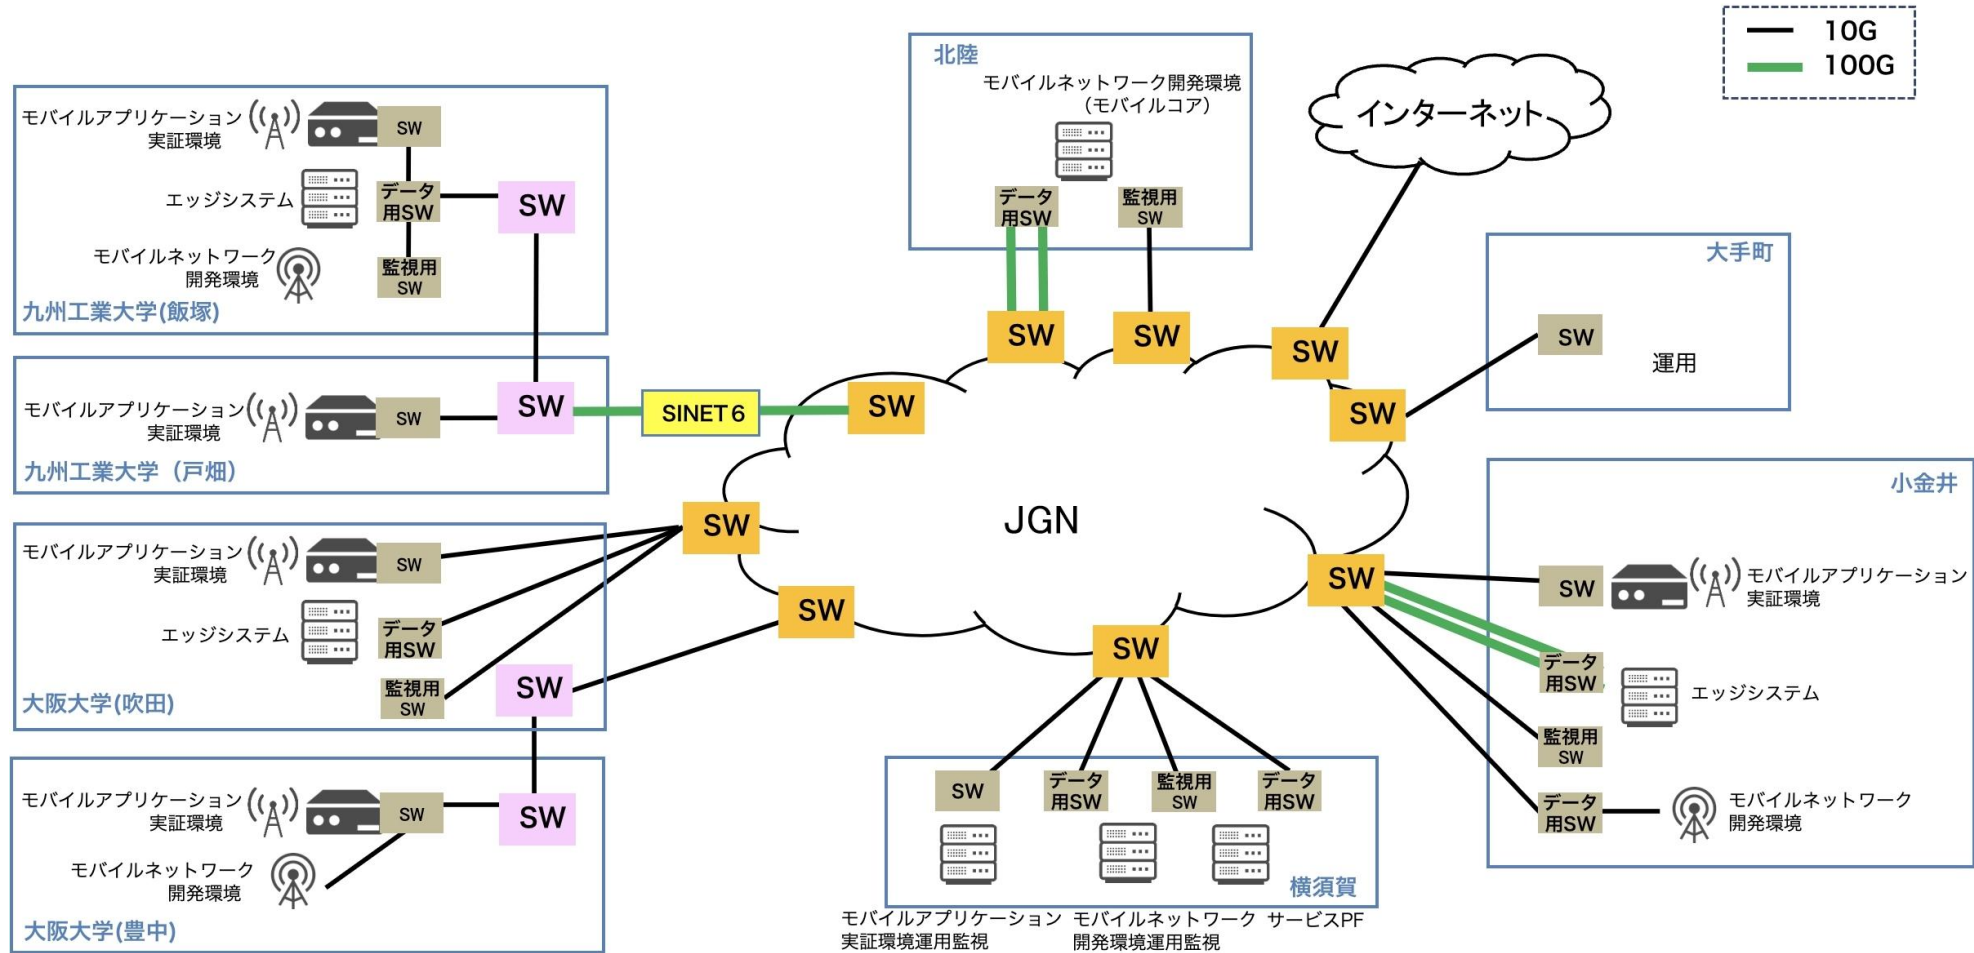 10G
100G
北陸
モバイルネットワーク開発環境
（モバイルコア）
データ
用SW
監視用
SW
インターネット
モバイルアプリケーション
実証環境
SW
エッジシステム
データ
用SW
SW
モバイルネットワーク
開発環境
監視用
SW
九州工業大学(飯塚)
モバイルアプリケーション
実証環境
SW
SW
SINET6
九州工業大学（戸畑）
SW
SW
SW
SW
SW
大手町
SW
運用
JGN
SW
SW
SW
SW
モバイルアプリケーション
実証環境
SW
エッジシステム
データ
用SW
監視用
SW
SW
大阪大学(吹田)
モバイルアプリケーション
実証環境
SW
SW
モバイルネットワーク
開発環境
大阪大学(豊中)
小金井
SW
モバイルアプリケーション
実証環境
データ
用SW
エッジシステム
監視用
SW
データ
用SW
モバイルネットワーク
開発環境
SW
データ
用SW
監視用
SW
データ
用SW
横須賀
モバイルアプリケーション
実証環境運用監視
モバイルネットワーク
開発環境運用監視
サービスPF